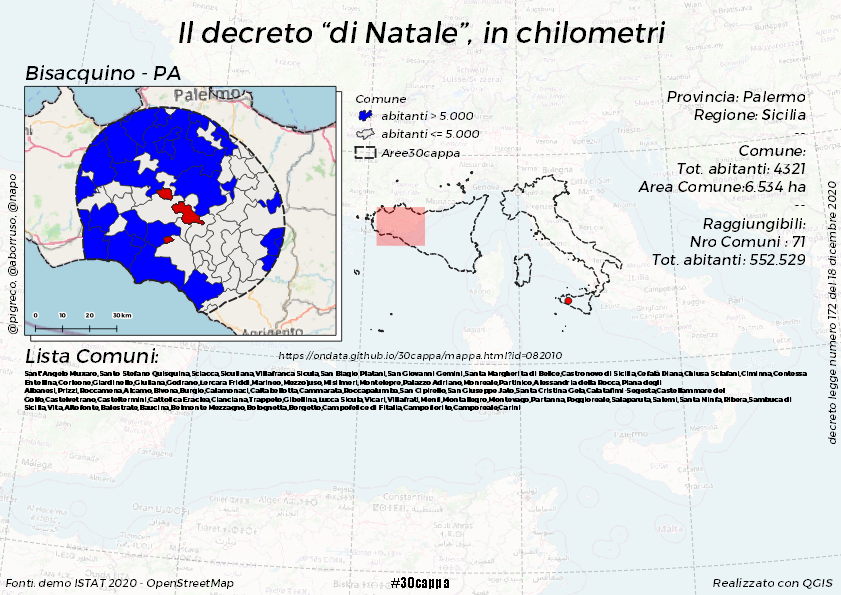 Il decreto “di Natale”, in chilometri
Bisacquino - PA
Palermo
Agrigento
0 10 20 30 km
Comune
abitanti > 5.000
abitanti <= 5.000
Aree30cappa
Provincia: Palermo
Regione: Sicilia
--
Comune:
Tot. abitanti: 4321
Area Comune:6.534 ha
--
Raggiungibili:
Nro Comuni : 71
Tot. abitanti: 552.529
@pigreco, @aborruso, @napo
decreto legge numero 172 del 18 dicembre 2020
Lista Comuni:
https://ondata.github.io/30cappa/mappa.html?id=082010
Sant'Angelo Muxaro,Santo Stefano Quisquina,Sciacca,Siculiana,Villafranca Sicula,San Biagio Platani,San Giovanni Gemini,Santa Margherita di Belice,Castronovo di Sicilia,Cefalà Diana,Chiusa Sclafani,Ciminna,Contessa
Entellina,Corleone,Giardinello,Giuliana,Godrano,Lercara Friddi,Marineo,Mezzojuso,Misilmeri,Montelepre,Palazzo Adriano,Monreale,Partinico,Alessandria della Rocca,Piana degli
Albanesi,Prizzi,Roccamena,Alcamo,Bivona,Burgio,Calamonaci,Caltabellotta,Cammarata,Roccapalumba,San Cipirello,San Giuseppe Jato,Santa Cristina Gela,Calatafimi-Segesta,Castellammare del
Golfo,Castelvetrano,Casteltermini,Cattolica Eraclea,Cianciana,Trappeto,Gibellina,Lucca Sicula,Vicari,Villafrati,Menfi,Montallegro,Montevago,Partanna,Poggioreale,Salaparuta,Salemi,Santa Ninfa,Ribera,Sambuca di
Sicilia,Vita,Altofonte,Balestrate,Baucina,Belmonte Mezzagno,Bolognetta,Borgetto,Campofelice di Fitalia,Campofiorito,Camporeale,Carini
Constantine
Malta
Fonti: demo ISTAT 2020 - OpenStreetMap
#30cappa
Realizzato con QGIS